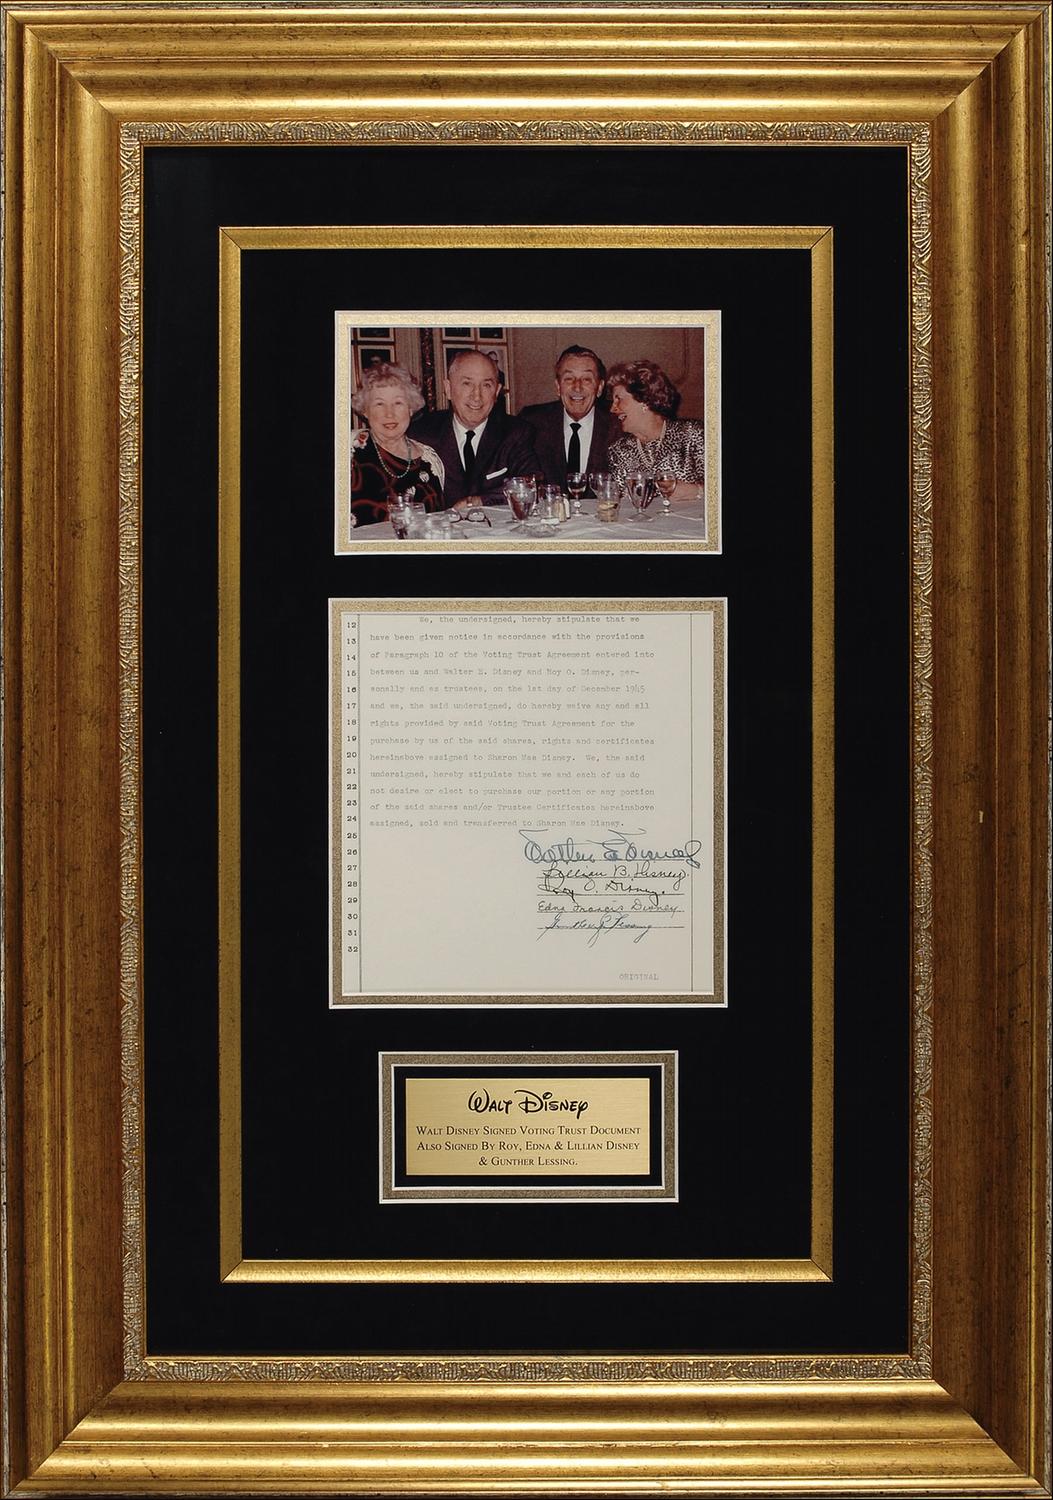 12 We, the undersigned, hereby stipulate that we
13 have been given notice in accordance with the provisions
14 of Paragraph 10 of the Voting Trust Agreement entered into
15 between us and Walter E. Disney and Roy O. Disney, per-
16 sonally and as trustees, on the 1st day of December 1945
17 and we, the said undersigned, do hereby waive any and all
18 rights provided by said Voting Trust Agreement for the
19 purchase by us of the said shares, rights and certificates
20 hereinabove assigned to Sharon Mae Disney. We, the said
21 undersigned, hereby stipulate that we and each of us do
22 not desire or elect to purchase our portion or any portion
23 of the said shares and/or Trustee Certificates hereinabove
24 assigned, sold and transferred to Sharon Mae Disney.
25
26 Walter E Disney
27 Lillian B. Disney
28 Roy O. Disney
29 Edna Francis Disney
30 Gunther R. Lessing
31
32
ORIGINAL
Walt Disney
Walt Disney Signed Voting Trust Document
Also Signed By Roy, Edna & Lillian Disney
& Gunther Lessing.